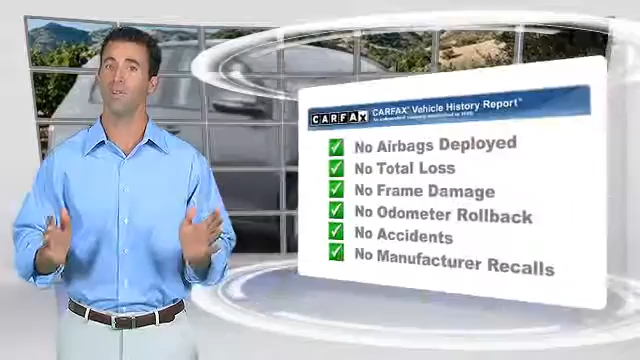 CARFAX CARFAX Vehicle History Report™
No Airbags Deployed
No Total Loss
No Frame Damage
No Odometer Rollback
No Accidents
No Manufacturer Recalls